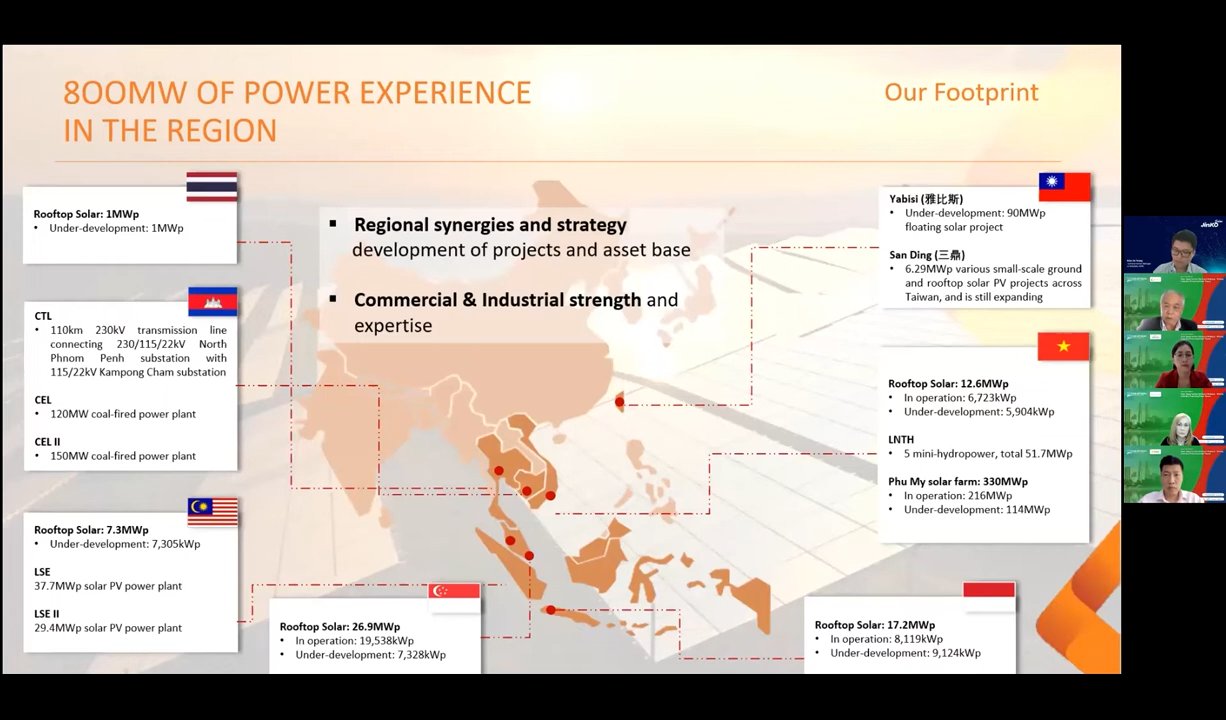 8OOMW OF POWER EXPERIENCE
IN THE REGION
Our Footprint
Rooftop Solar: 1MWp
• Under-development: 1MWp
CTL
• 110km 230kV transmission line
connecting 230/115/22kV North
Phnom Penh substation with
115/22kV Kampong Cham substation
CEL
• 120MW coal-fired power plant
CEL II
• 150MW coal-fired power plant
Rooftop Solar: 7.3MWp
• Under-development: 7,305kWp
LSE
37.7MWp solar PV power plant
LSE II
29.4MWp solar PV power plant
▪ Regional synergies and strategy
development of projects and asset base
▪ Commercial & Industrial strength and
expertise
Rooftop Solar: 26.9MWp
• In operation: 19,538kWp
• Under-development: 7,328kWp
Yabisi (雅比斯)
• Under-development: 90MWp
floating solar project
San Ding (三鼎)
• 6.29MWp various small-scale ground
and rooftop solar PV projects across
Taiwan, and is still expanding
Rooftop Solar: 12.6MWp
• In operation: 6,723kWp
• Under-development: 5,904kWp
LNTH
• 5 mini-hydropower, total 51.7MWp
Phu My solar farm: 330MWp
• In operation: 216MWp
• Under-development: 114MWp
Rooftop Solar: 17.2MWp
• In operation: 8,119kWp
• Under-development: 9,124kWp
JinKO